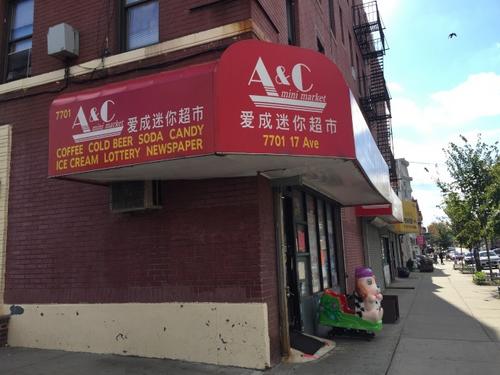 7701
A&C
mini market
爱成迷你超市
COFFEE COLD BEER SODA CANDY
ICE CREAM LOTTERY NEWSPAPER
A&C
mini market
爱成迷你超市
7701 17 Ave